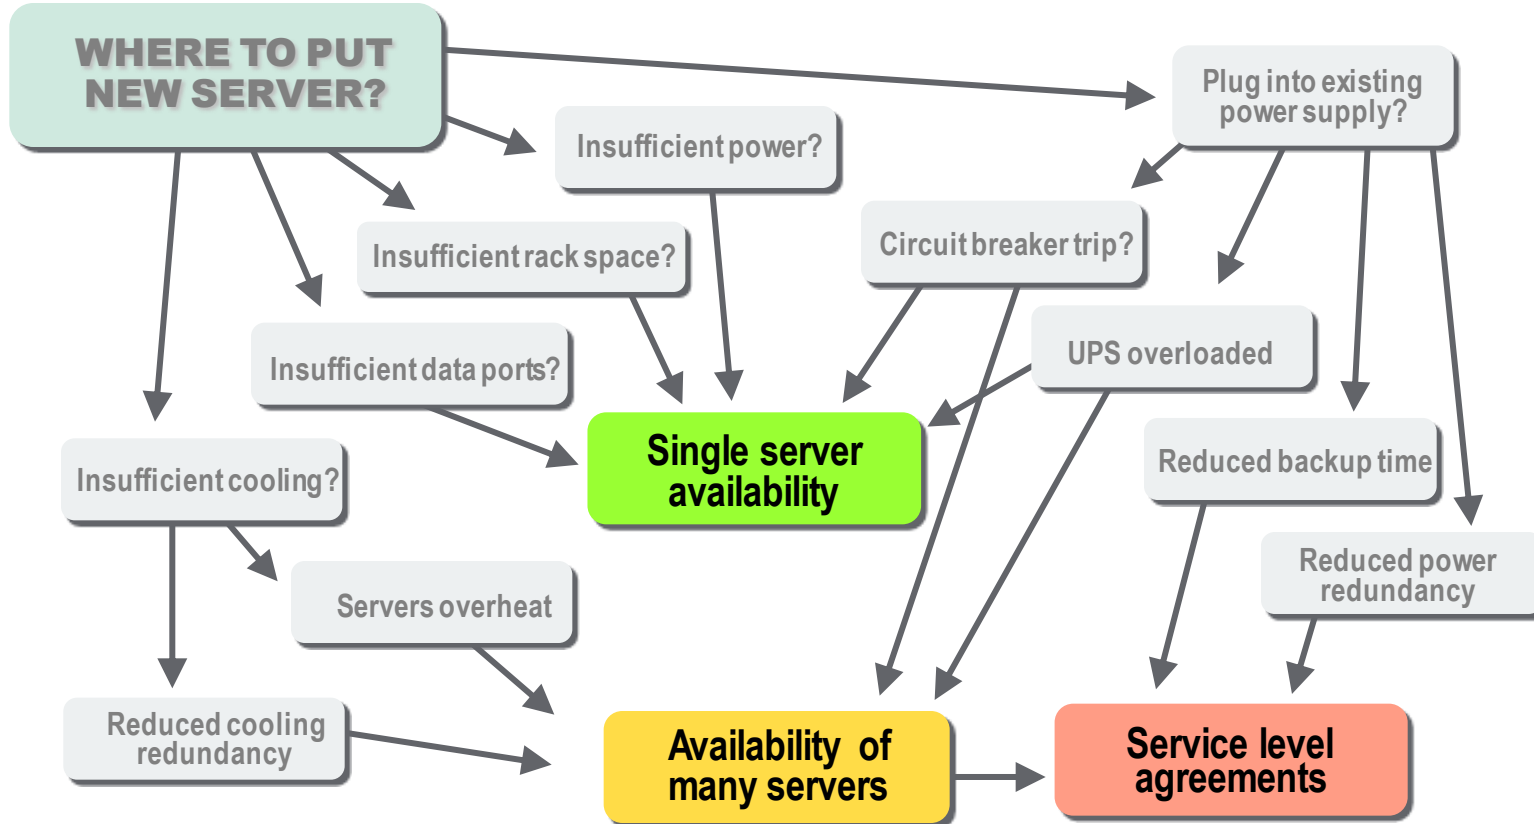 WHERE TO PUT
NEW SERVER?
Plug into existing
power supply?
Insufficient power?
Insufficient rack space?
Circuit breaker trip?
Insufficient data ports?
UPS overloaded
Single server
availability
Insufficient cooling?
Reduced backup time
Servers overheat
Reduced power
redundancy
Reduced cooling
redundancy
Availability of
many servers
Service level
agreements